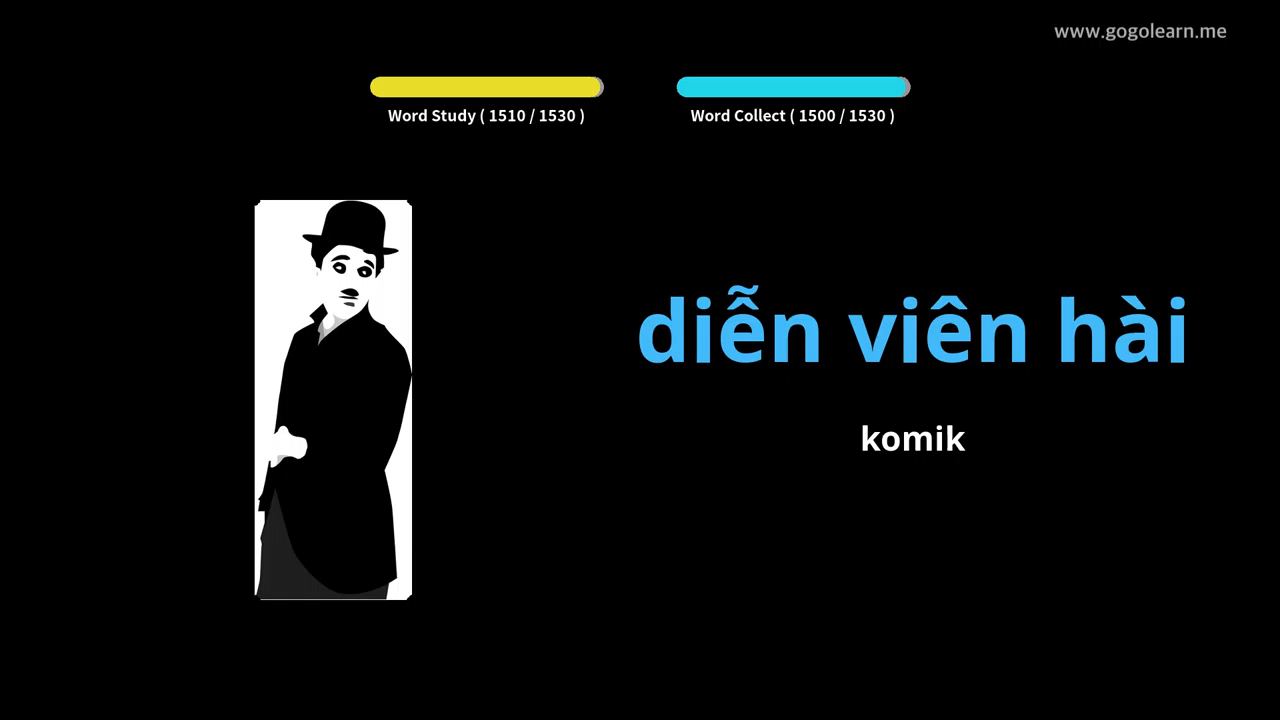 www.gogolearn.me
Word Study ( 1510 / 1530 )
Word Collect ( 1500 / 1530 )
diễn viên hài
komik